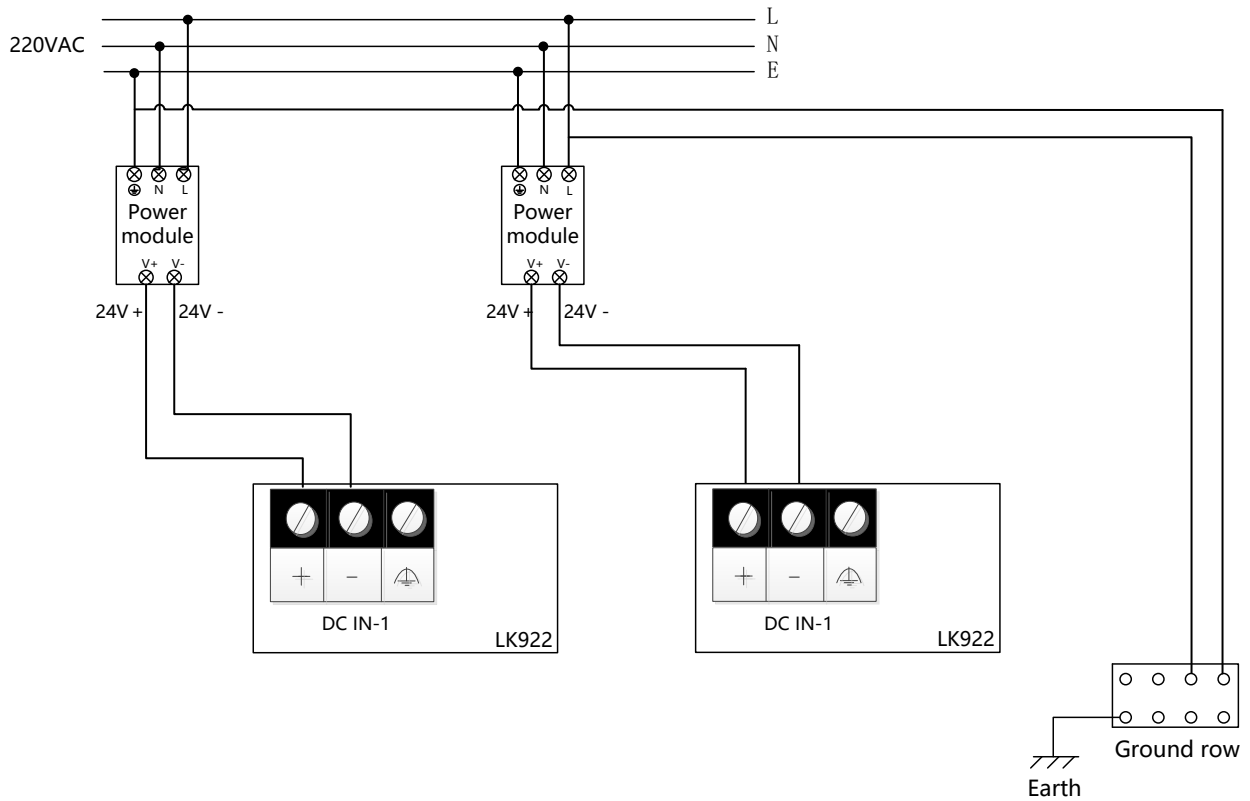 L
220VAC
N
E
N L
N L
Power
module
Power
module
V+ V-
V+ V-
24V + 24V -
24V + 24V -
+ -
+ -
DC IN-1
DC IN-1
LK922
LK922
Ground row
Earth